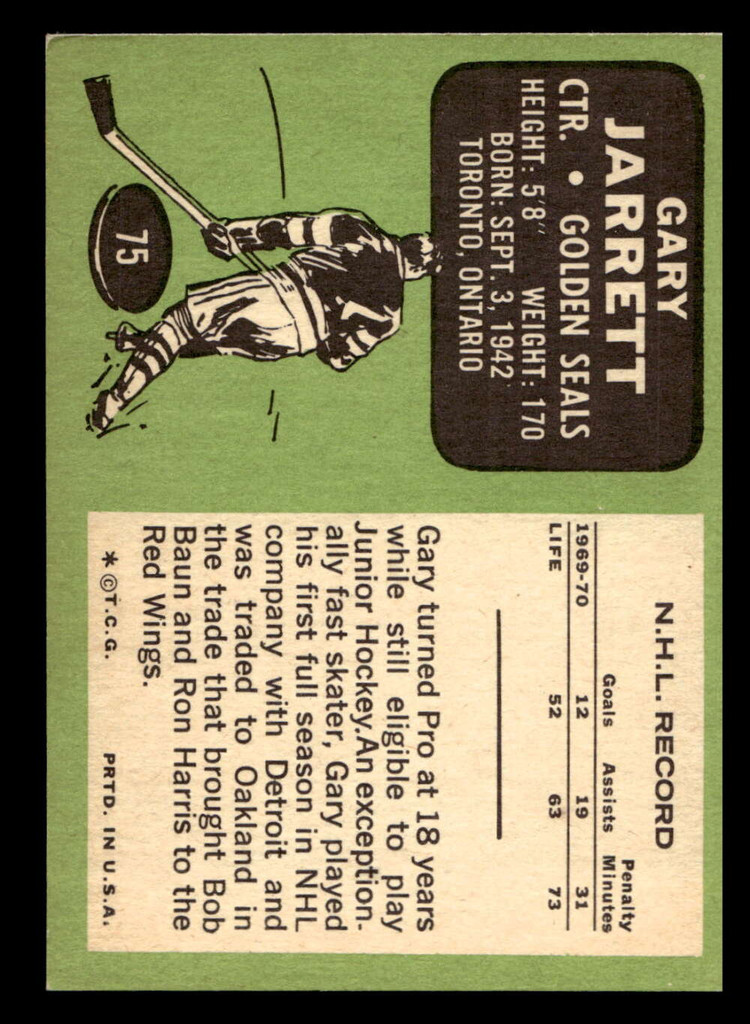 GARY
JARRETT
CTR. • GOLDEN SEALS
HEIGHT: 5'8" WEIGHT: 170
BORN: SEPT. 3, 1942
TORONTO, ONTARIO
75
7
N.H.L. RECORD
Goals Assists Penalty Minutes
1969-70 12 19 31
LIFE 52 63 73
Gary turned Pro at 18 years
while still eligible to play
Junior Hockey.An exception-
ally fast skater, Gary played
his first full season in NHL
company with Detroit and
was traded to Oakland in
the trade that brought Bob
Baun and Ron Harris to the
Red Wings.
* ©T.C.G. PRTD. IN U.S.A.